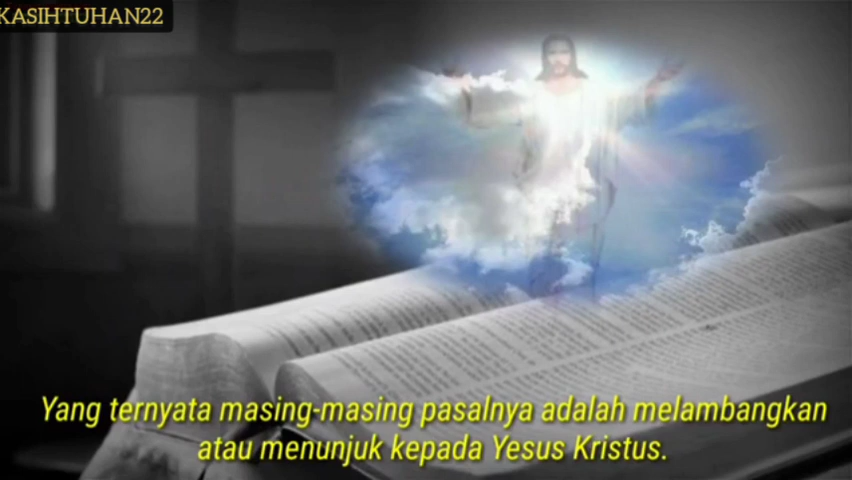 KASIHTUHAN22
Yang ternyata masing-masing pasalnya adalah melambangkan
atau menunjuk kepada Yesus Kristus.